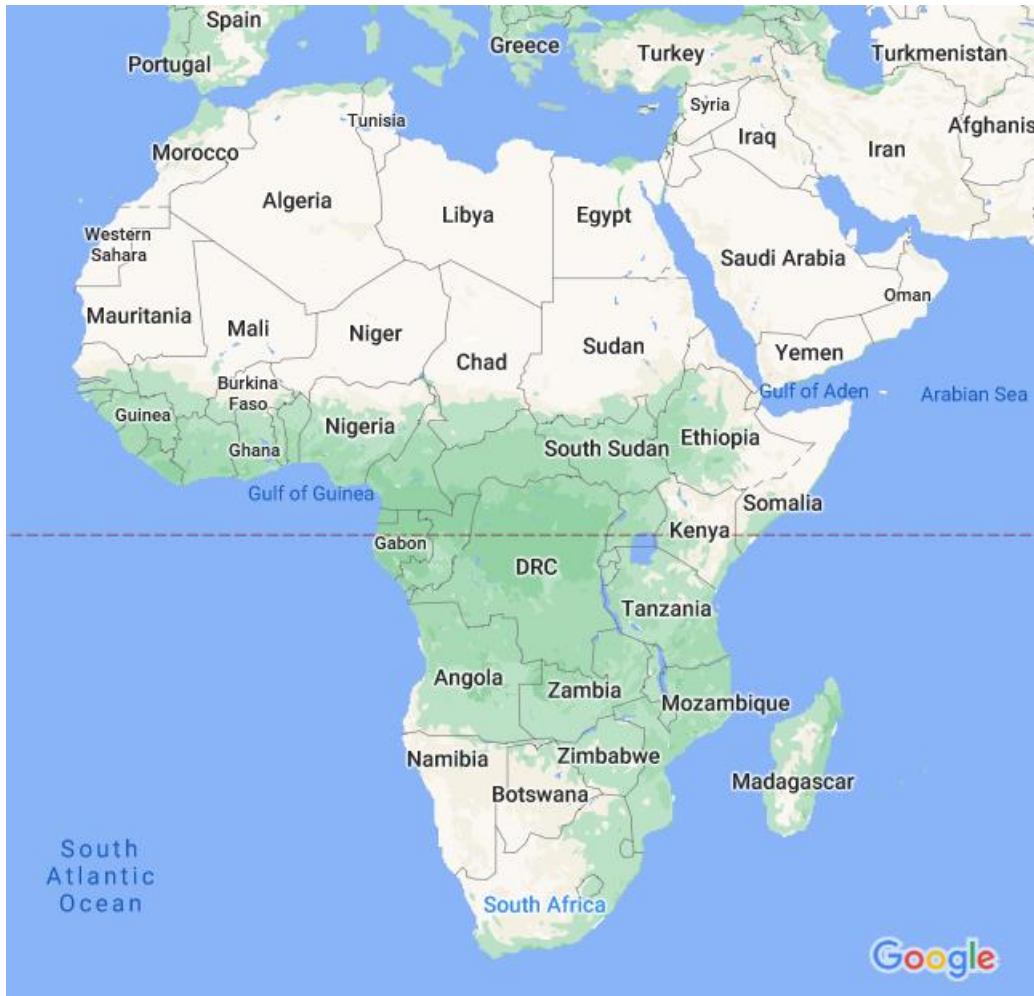 Spain
Portugal
Greece
Turkey
Turkmenistan
Syria
Tunisia
Iraq
Afghanis
Morocco
Iran
Algeria
Libya
Egypt
Western
Sahara
Saudi Arabia
Oman
Mauritania
Mali
Niger
Chad
Sudan
Yemen
Burkina
Faso
Gulf of Aden
Arabian Sea
Guinea
Nigeria
Ghana
South Sudan
Ethiopia
Gulf of Guinea
Somalia
Kenya
Gabon
DRC
Tanzania
Angola
Zambia
Mozambique
Namibia
Zimbabwe
Botswana
Madagascar
South
Atlantic
Ocean
South Africa
Google